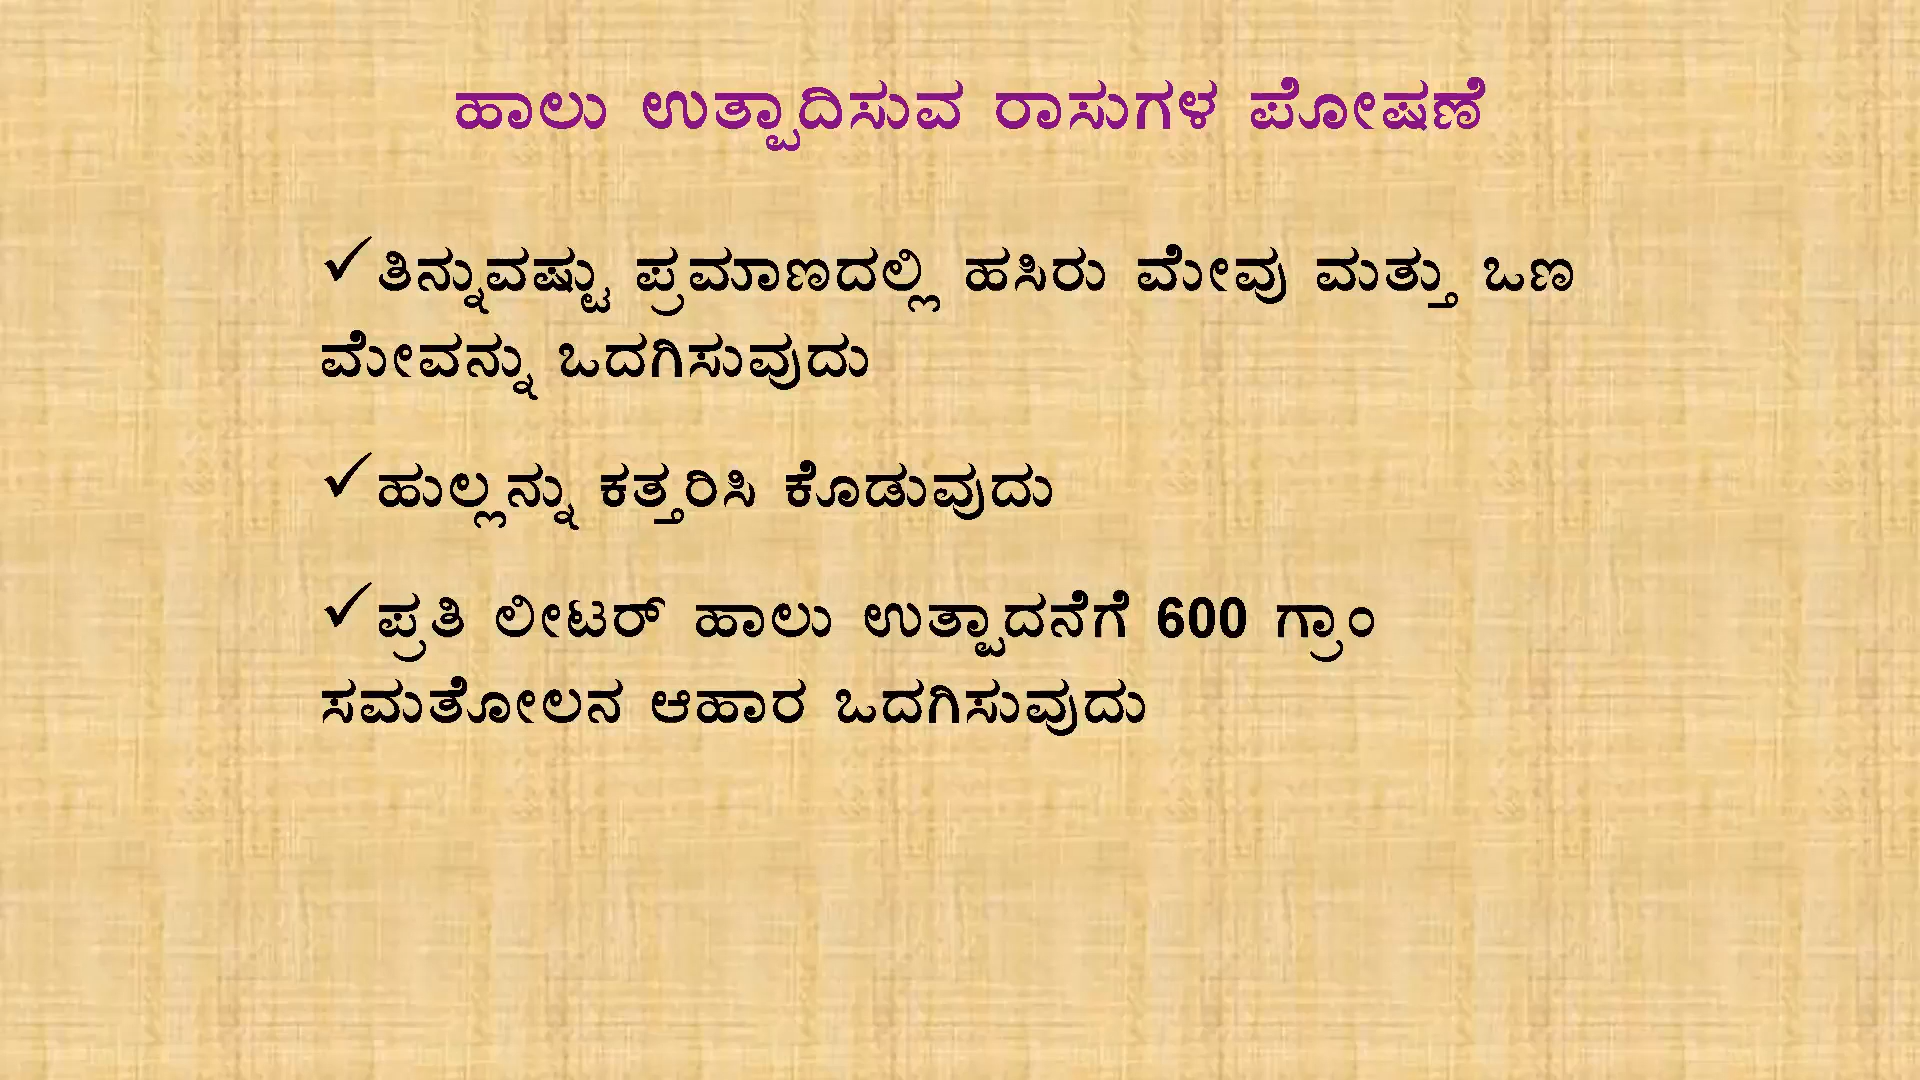 ಹಾಲು ಉತ್ಪಾದಿಸುವ ರಾಸುಗಳ ಪೋಷಣೆ
✓ತಿನ್ನುವಷ್ಟು ಪ್ರಮಾಣದಲ್ಲಿ ಹಸಿರು ಮೇವು ಮತ್ತು ಒಣ
ಮೇವನ್ನು ಒದಗಿಸುವುದು
✓ಹುಲ್ಲನ್ನು ಕತ್ತರಿಸಿ ಕೊಡುವುದು
✓ಪ್ರತಿ ಲೀಟರ್ ಹಾಲು ಉತ್ಪಾದನೆಗೆ 600 ಗ್ರಾಂ
ಸಮತೋಲನ ಆಹಾರ ಒದಗಿಸುವುದು